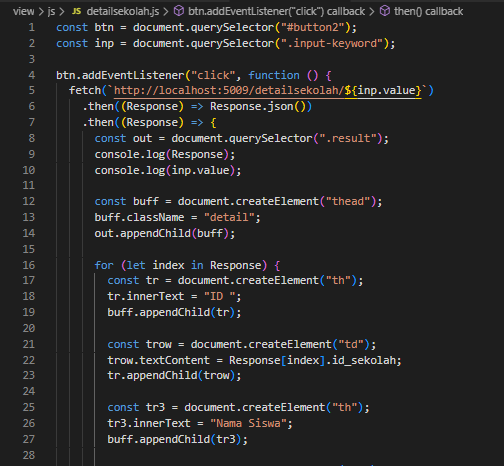 view > js > JS detailsekolah.js > btn.addEventListener("click") callback > then() callback
1 const btn = document.querySelector("#button2");
2 const inp = document.querySelector(".input-keyword");
3
4 btn.addEventListener("click", function () {
5 fetch(`http://localhost:5009/detailsekolah/${inp.value}`)
6 .then((Response) => Response.json())
7 .then((Response) => {
8 const out = document.querySelector(".result");
9 console.log(Response);
10 console.log(inp.value);
11
12 const buff = document.createElement("thead");
13 buff.className = "detail";
14 out.appendChild(buff);
15
16 for (let index in Response) {
17 const tr = document.createElement("th");
18 tr.innerText = "ID ";
19 buff.appendChild(tr);
20
21 const trow = document.createElement("td");
22 trow.textContent = Response[index].id_sekolah;
23 tr.appendChild(trow);
24
25 const tr3 = document.createElement("th");
26 tr3.innerText = "Nama Siswa";
27 buff.appendChild(tr3);
28